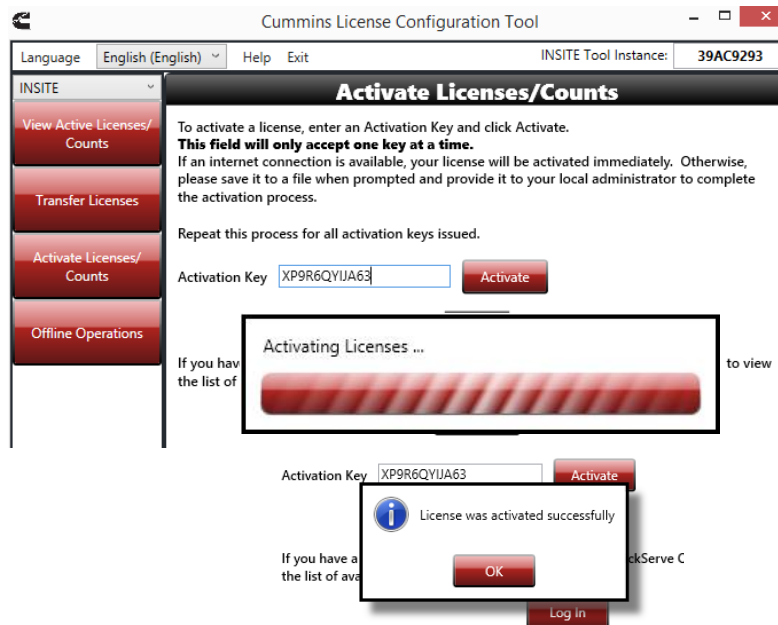 Cummins License Configuration Tool
Language English (English) Help Exit INSITE Tool Instance: 39AC9293
INSITE
View Active Licenses/
Counts
Transfer Licenses
Activate Licenses/
Counts
Offline Operations
Activate Licenses/Counts
To activate a license, enter an Activation Key and click Activate.
This field will only accept one key at a time.
If an internet connection is available, your license will be activated immediately. Otherwise,
please save it to a file when prompted and provide it to your local administrator to complete
the activation process.
Repeat this process for all activation keys issued.
Activation Key XP9R6QYIJA63 Activate
Activating Licenses ...
If you hav to view
the list of
Activation Key XP9R6QYIJA63 Activate
License was activated successfully
If you have a ckServe C
the list of ava
OK
Log In